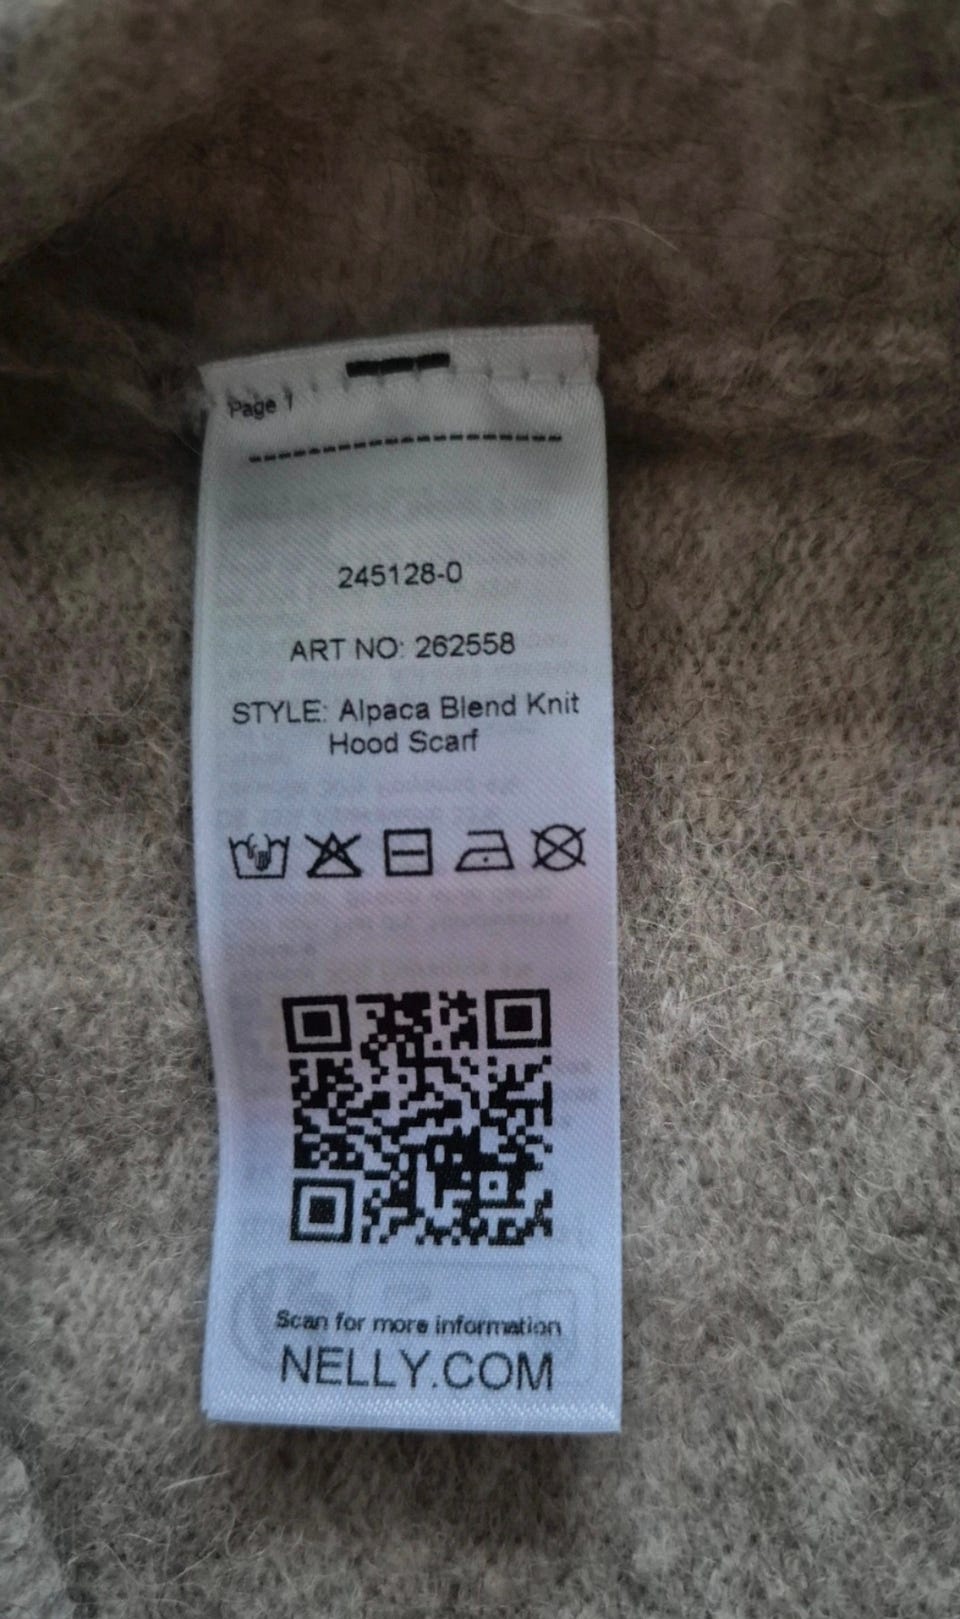 Page 1
245128-0
ART NO: 262558
STYLE: Alpaca Blend Knit
Hood Scarf
Scan for more information
NELLY.COM